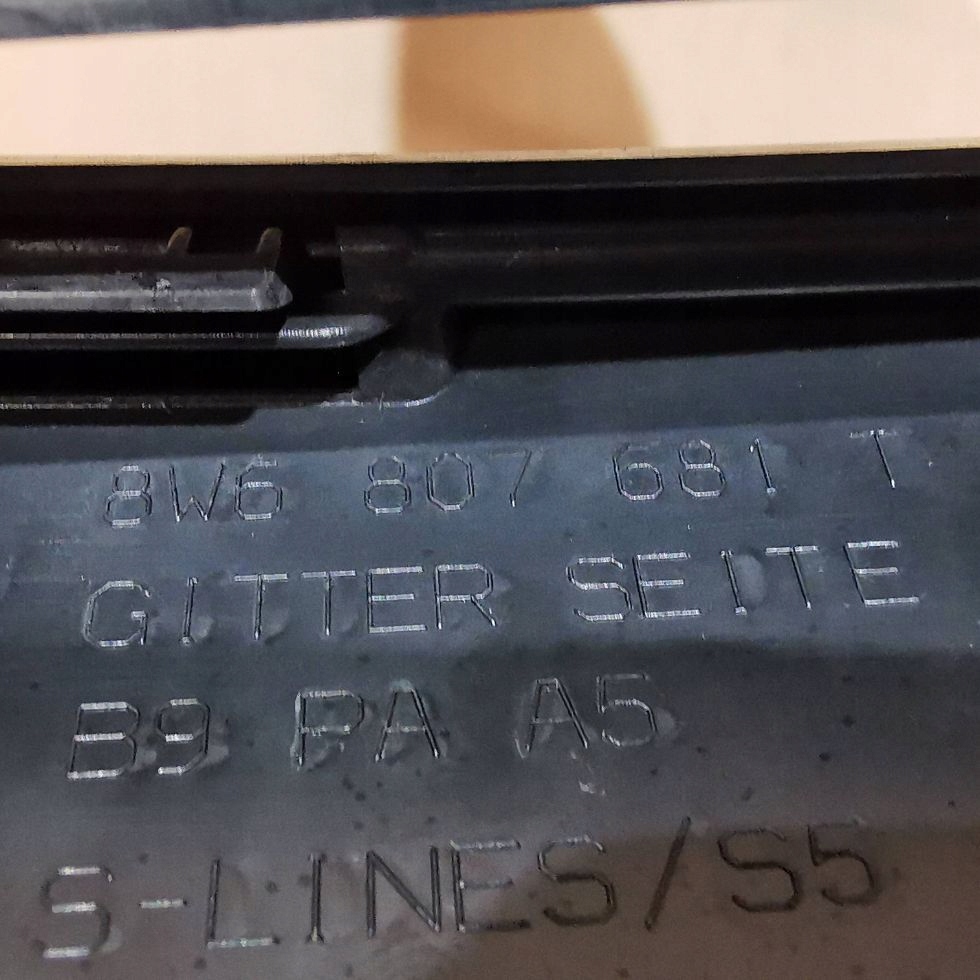 8W6 807 681 T
GITTER SEITE
B9 PA A5
S-LINES/S5